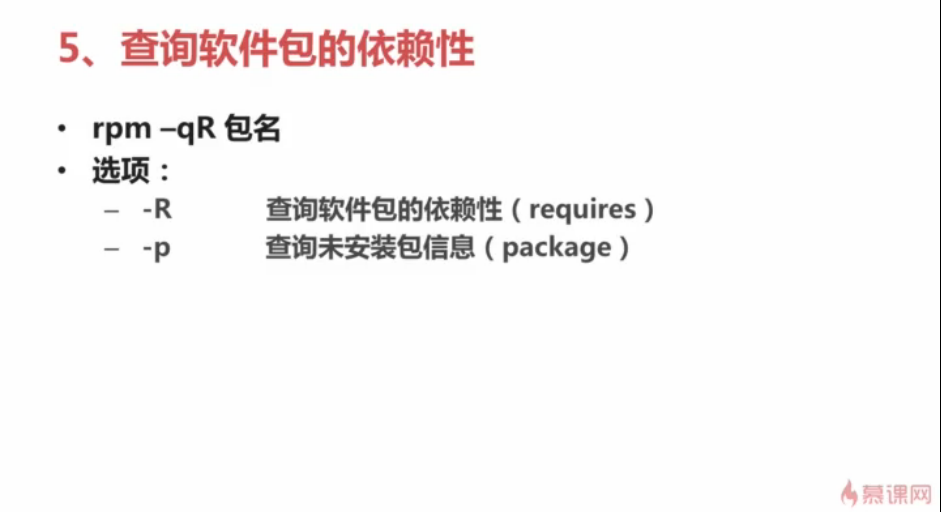 5、查询软件包的依赖性
• rpm –qR 包名
• 选项：
– -R 查询软件包的依赖性（requires）
– -p 查询未安装包信息（package）
慕课网